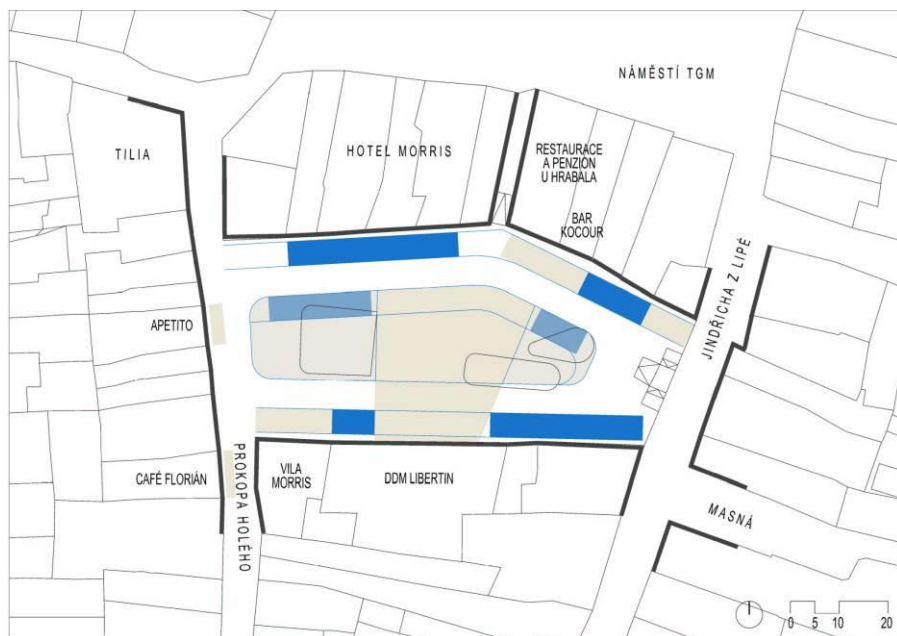 NÁMĚSTÍ TGM
TILIA
HOTEL MORRIS
RESTAURACE
A PENZION
U HRABALA
BAR
KOCOUR
JINDŘICHA Z LIPÉ
APETITO
CAFÉ FLORIÁN
PROKOPA HOLÉHO
VILA
MORRIS
DDM LIBERTIN
MASNÁ
0 5 10 20